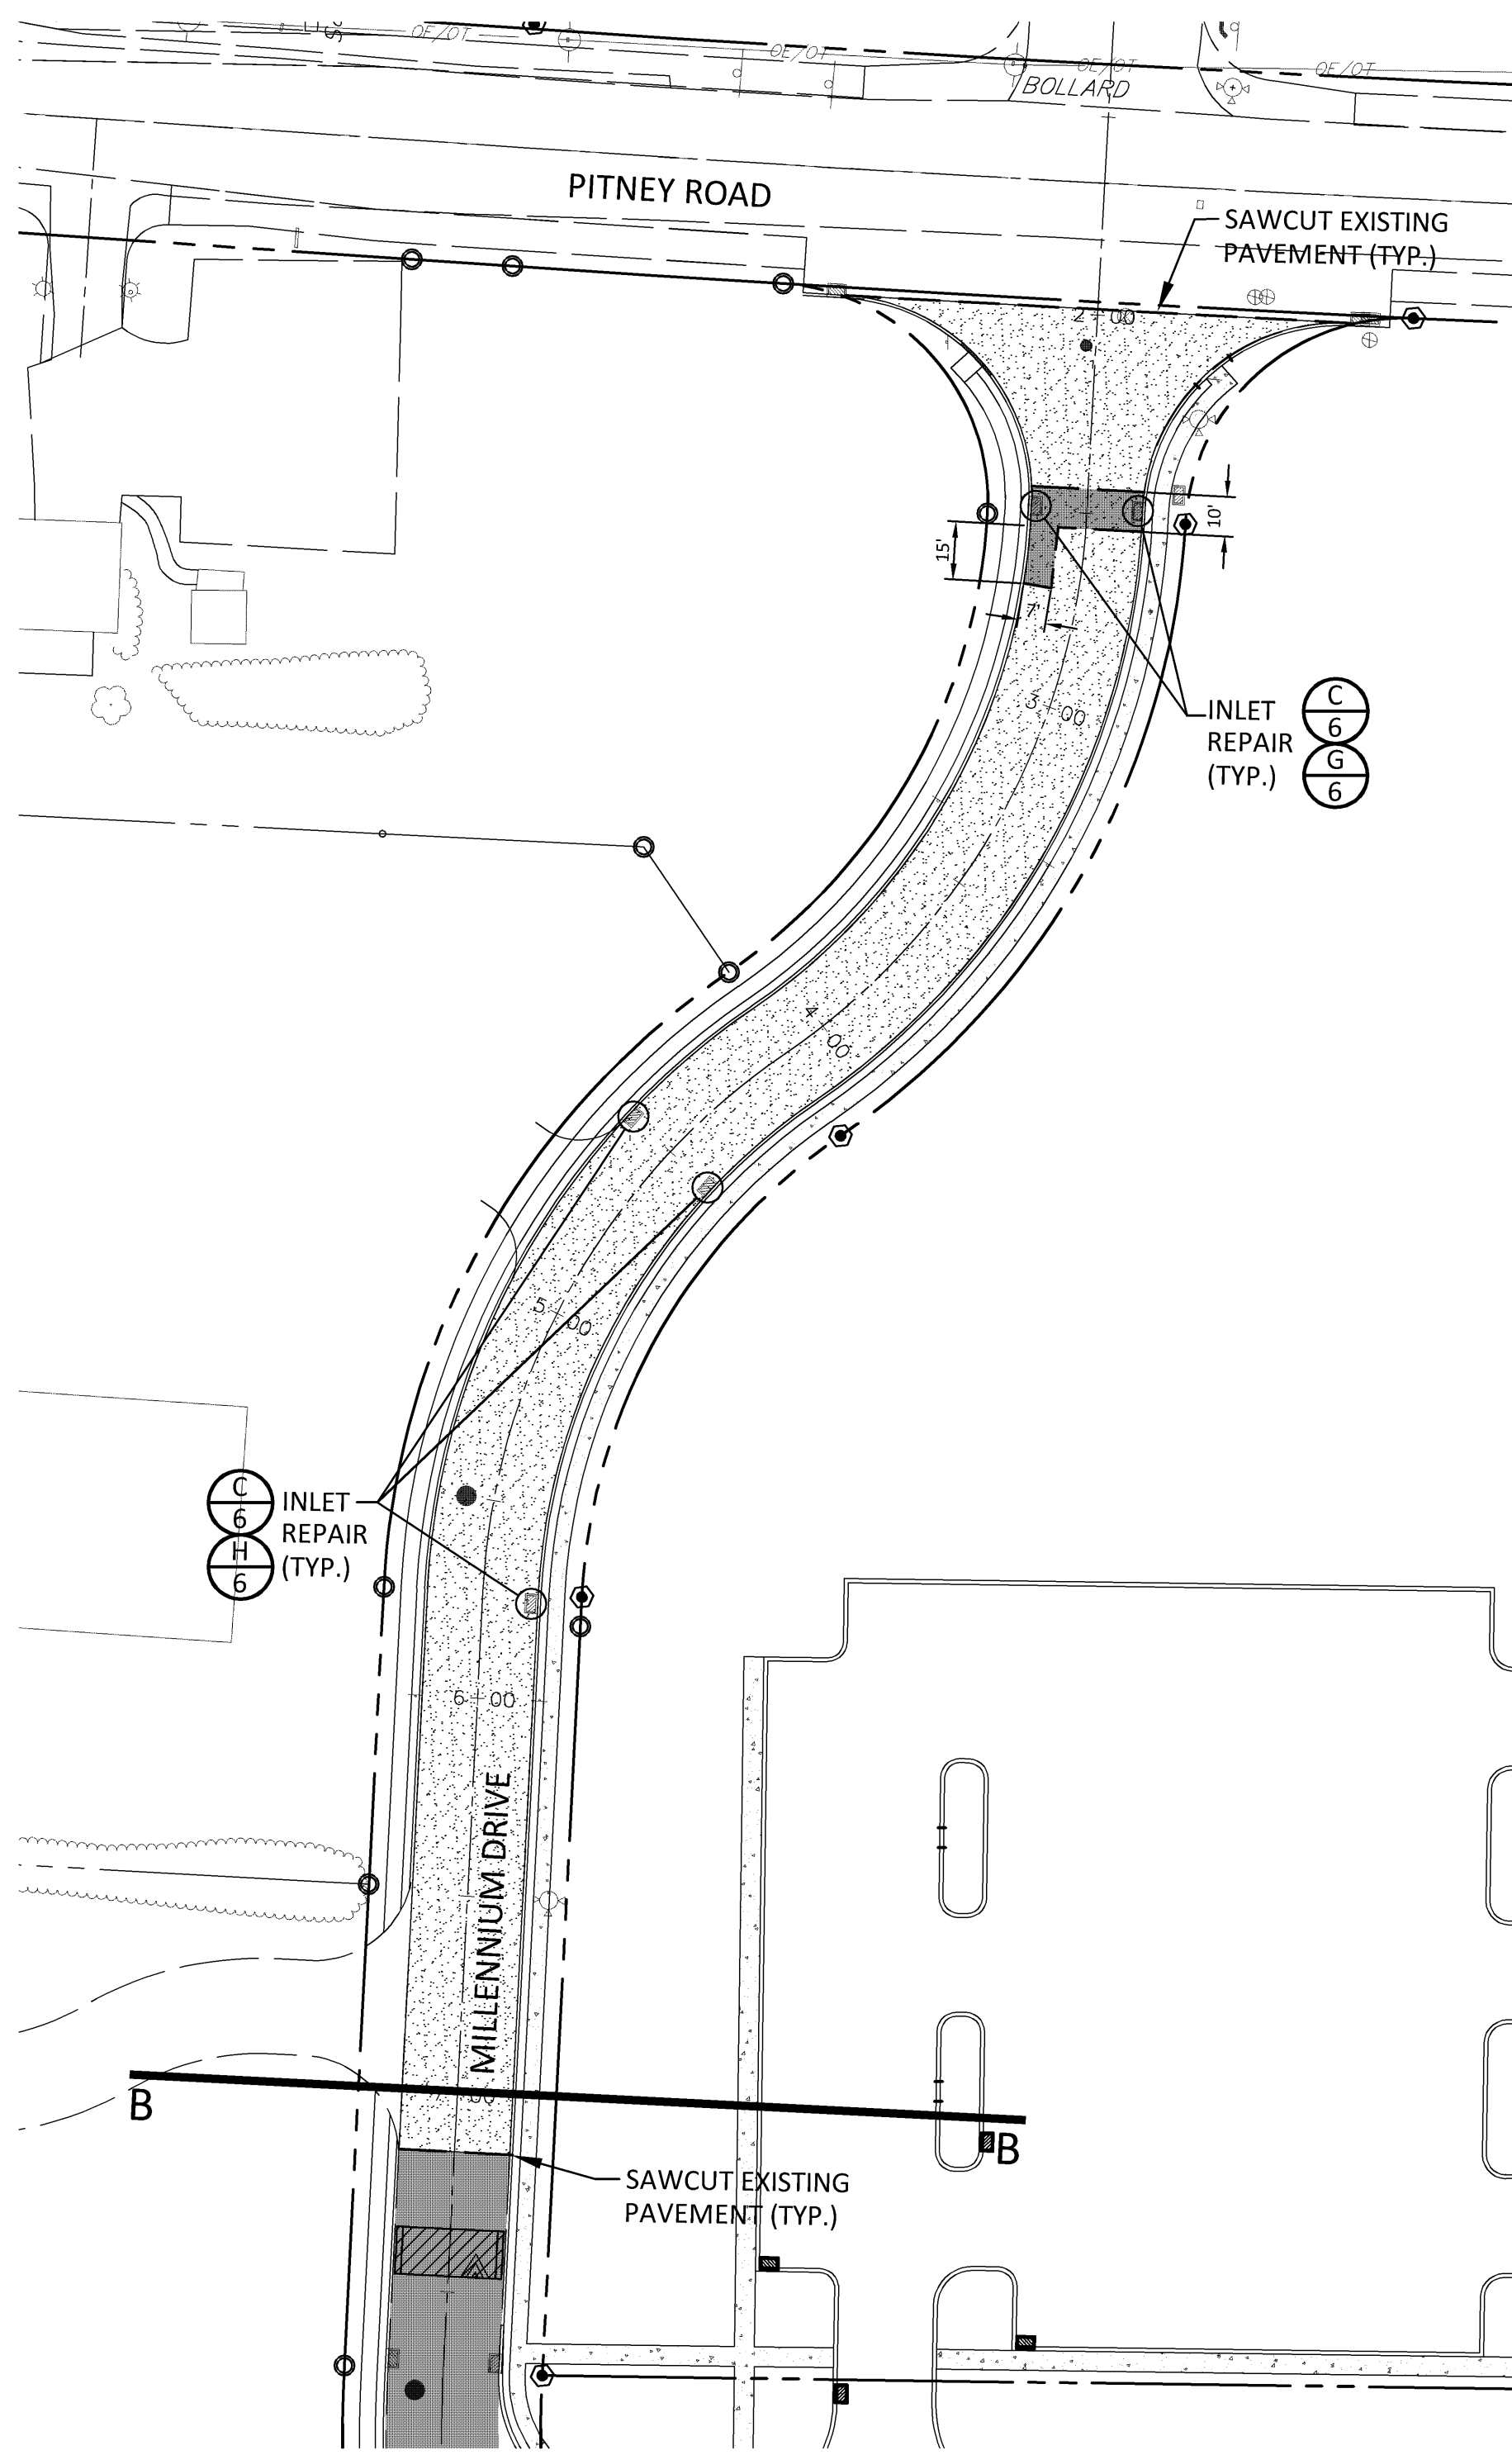 OE/OT
OE/OT
OE/OT
OE/OT
BOLLARD
PITNEY ROAD
SAWCUT EXISTING
PAVEMENT (TYP.)
2+00
10'
15'
7'
3+00
INLET
REPAIR
(TYP.)
C
6
G
6
4+00
5+00
C
6
H
6
INLET
REPAIR
(TYP.)
6+00
MILLENNIUM DRIVE
B
B
SAWCUT EXISTING
PAVEMENT (TYP.)